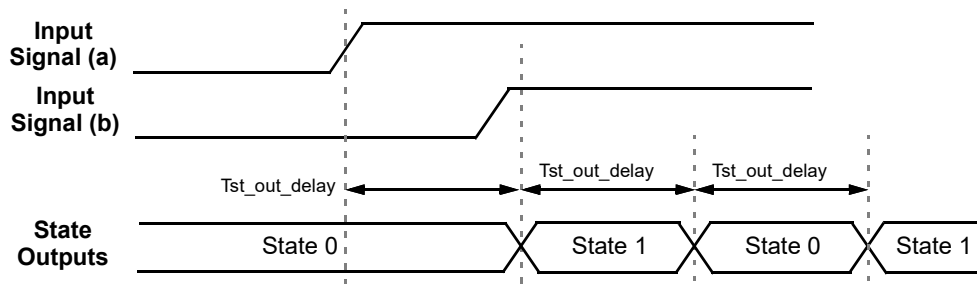 Input
Signal (a)
Input
Signal (b)
Tst_out_delay
Tst_out_delay
Tst_out_delay
State
Outputs
State 0
State 1
State 0
State 1